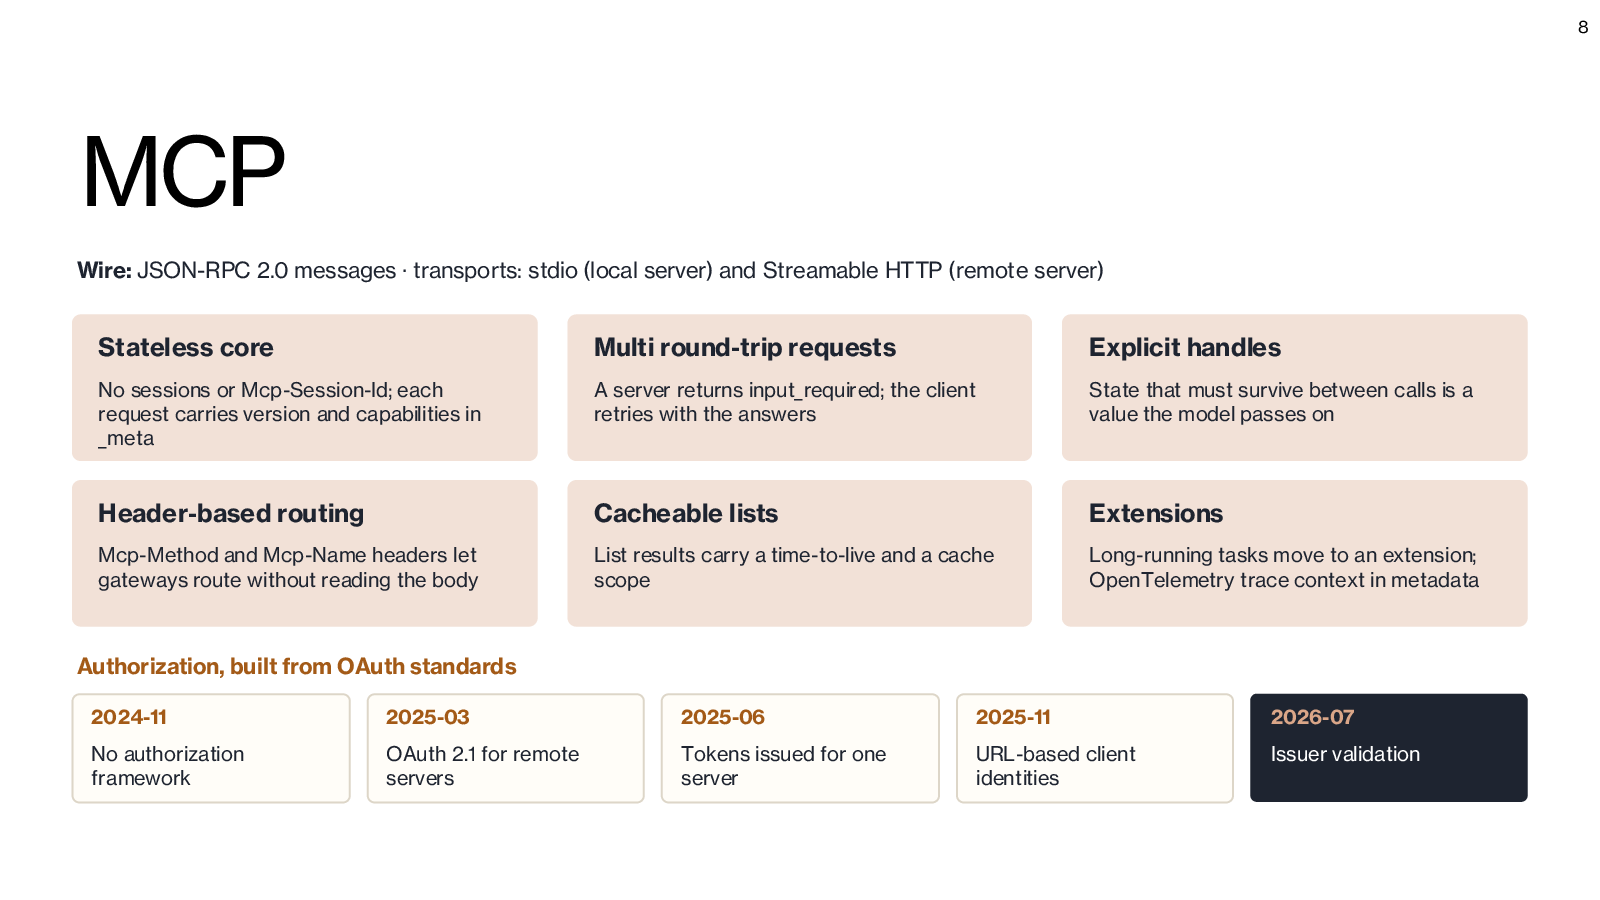 8
MCP
Wire: JSON-RPC 2.0 messages · transports: stdio (local server) and Streamable HTTP (remote server)
Stateless core
No sessions or Mcp-Session-Id; each
request carries version and capabilities in
_meta
Multi round-trip requests
A server returns input_required; the client
retries with the answers
Explicit handles
State that must survive between calls is a
value the model passes on
Header-based routing
Mcp-Method and Mcp-Name headers let
gateways route without reading the body
Cacheable lists
List results carry a time-to-live and a cache
scope
Extensions
Long-running tasks move to an extension;
OpenTelemetry trace context in metadata
Authorization, built from OAuth standards
2024-11
No authorization
framework
2025-03
OAuth 2.1 for remote
servers
2025-06
Tokens issued for one
server
2025-11
URL-based client
identities
2026-07
Issuer validation